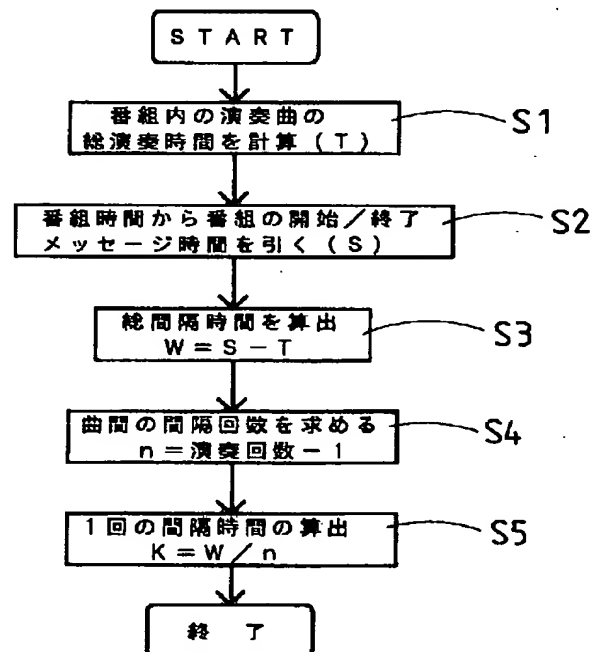 START
番組内の演奏曲の
総演奏時間を計算(T)
S1
番組時間から番組の開始/終了
メッセージ時間を引く(S)
S2
総間隔時間を算出
W=S-T
S3
曲間の間隔回数を求める
n=演奏回数-1
S4
1回の間隔時間の算出
K=W/n
S5
終了